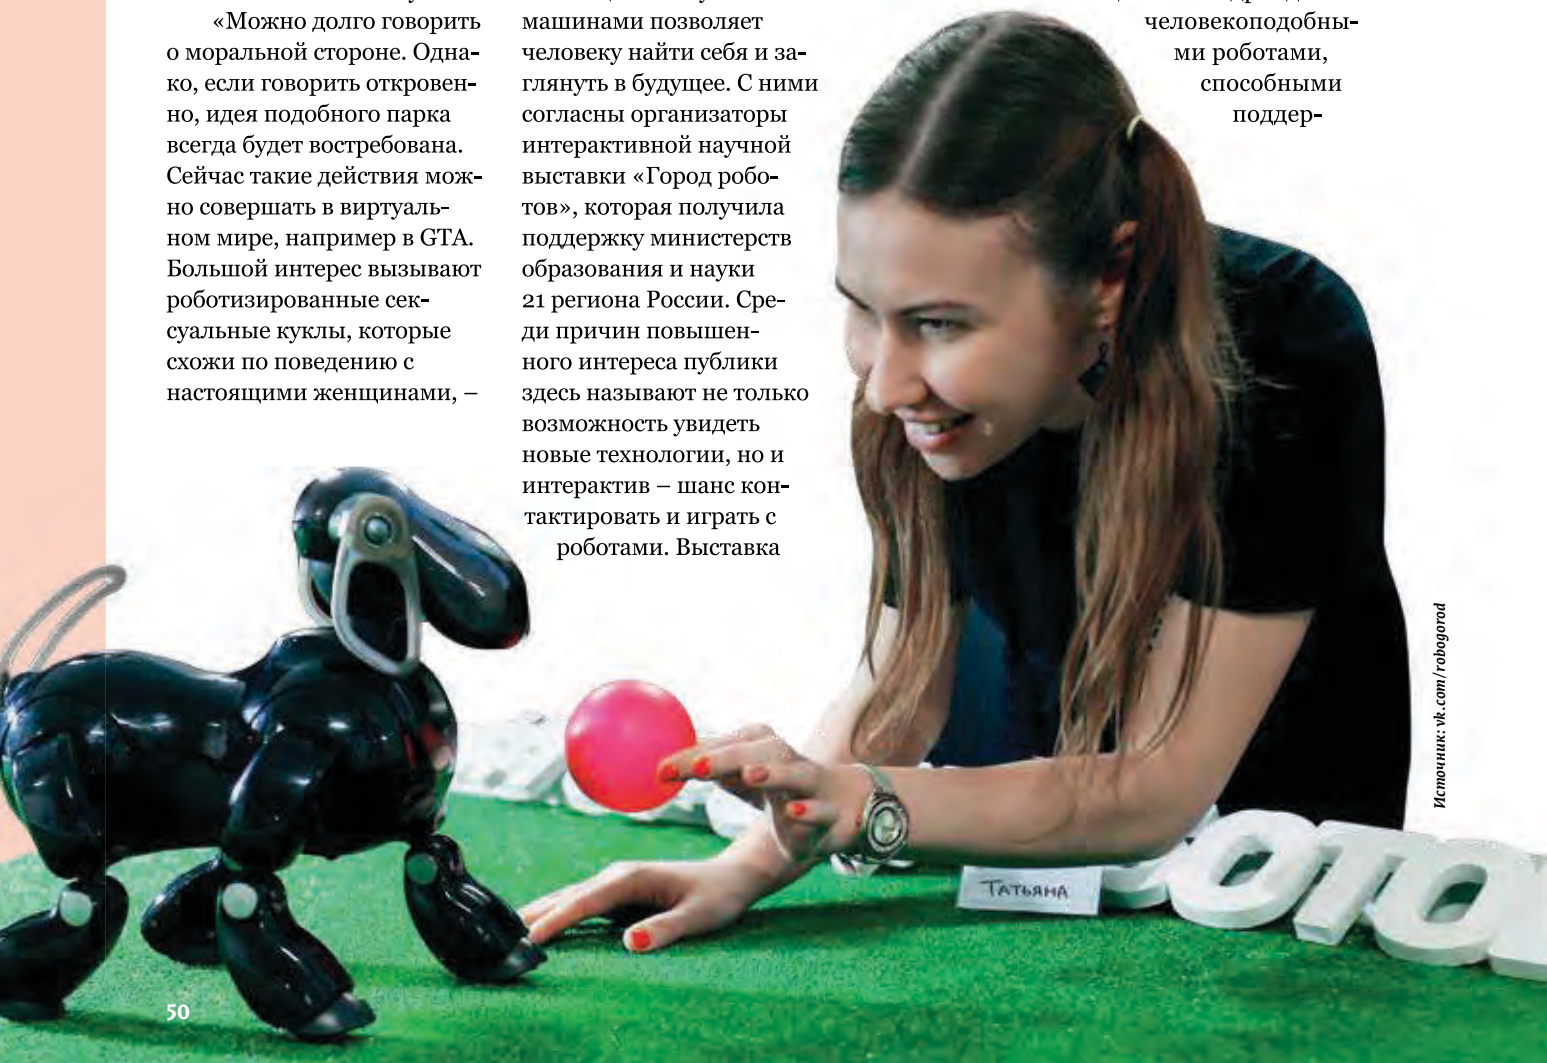 «Можно долго говорить
о моральной стороне. Одна-
ко, если говорить откровен-
но, идея подобного парка
всегда будет востребована.
Сейчас такие действия мож-
но совершать в виртуаль-
ном мире, например в GTA.
Большой интерес вызывают
роботизированные сек-
суальные куклы, которые
схожи по поведению с
настоящими женщинами, –
машинами позволяет
человеку найти себя и за-
глянуть в будущее. С ними
согласны организаторы
интерактивной научной
выставки «Город робо-
тов», которая получила
поддержку министерств
образования и науки
21 региона России. Сре-
ди причин повышен-
ного интереса публики
здесь называют не только
возможность увидеть
новые технологии, но и
интерактив – шанс кон-
тактировать и играть с
роботами. Выставка
человекоподобны-
ми роботами,
способными
поддер-
Источник: vk.com/robogorod
Татьяна
ОТО
50